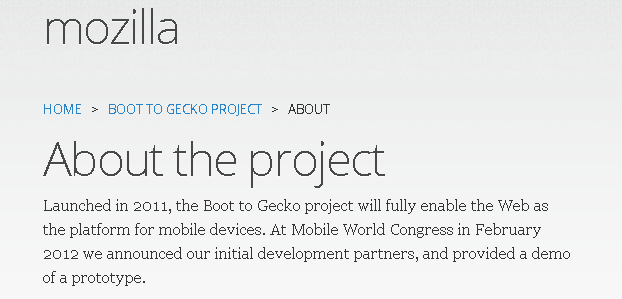 mozilla
HOME > BOOT TO GECKO PROJECT > ABOUT
About the project
Launched in 2011, the Boot to Gecko project will fully enable the Web as
the platform for mobile devices. At Mobile World Congress in February
2012 we announced our initial development partners, and provided a demo
of a prototype.